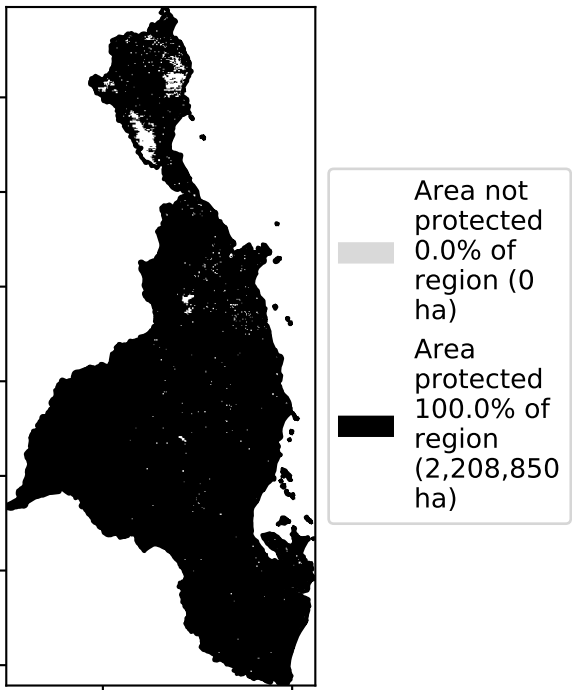 Area not
protected
0.0% of
region (0
ha)
Area
protected
100.0% of
region
(2,208,850
ha)